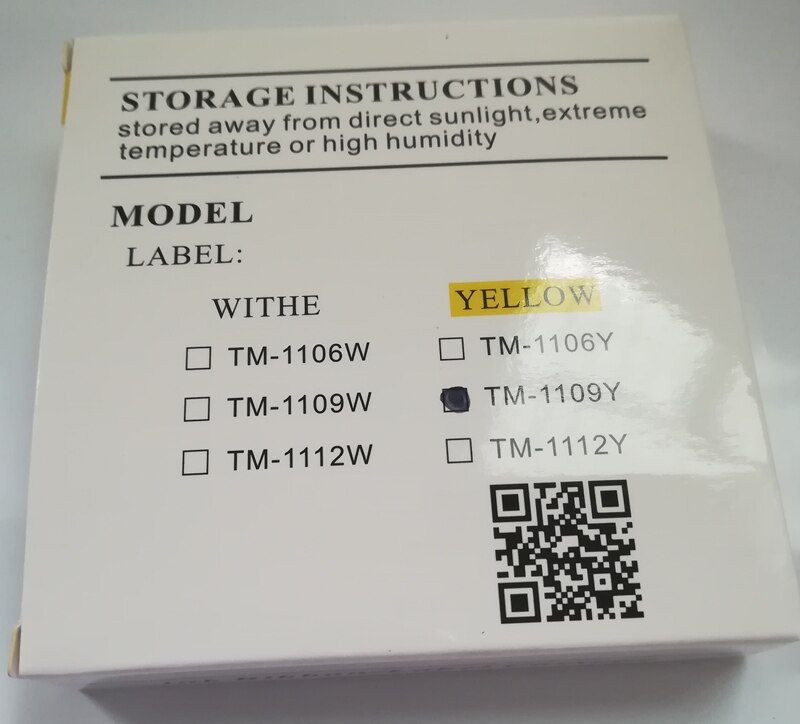 STORAGE INSTRUCTIONS
stored away from direct sunlight,extreme
temperature or high humidity
MODEL
LABEL:
WITHE YELLOW
TM-1106W TM-1106Y
TM-1109W TM-1109Y
TM-1112W TM-1112Y